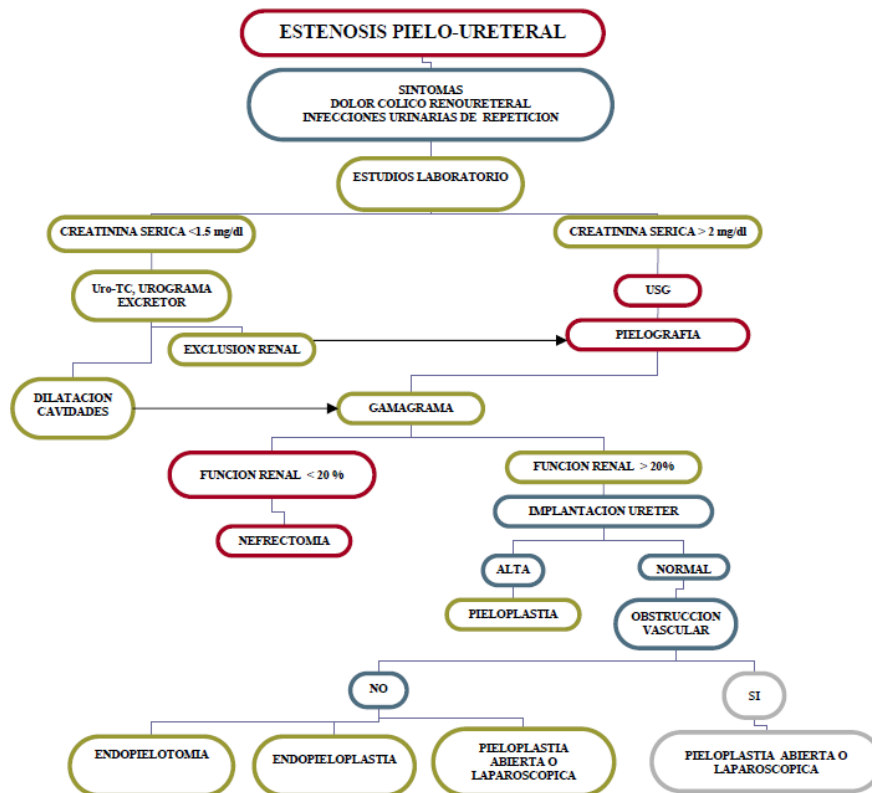 ESTENOSIS PIELO-URETERAL
SINTOMAS
DOLOR COLICO RENOURETERAL
INFECCIONES URINARIAS DE REPETICION
ESTUDIOS LABORATORIO
CREATININA SERICA <1.5 mg/dl
CREATININA SERICA > 2 mg/dl
Uro-TC, UROGRAMA
EXCRETOR
USG
EXCLUSION RENAL
PIELOGRAFIA
DILATACION
CAVIDADES
GAMAGRAMA
FUNCION RENAL < 20 %
FUNCION RENAL > 20%
NEFRECTOMIA
IMPLANTACION URETER
ALTA
NORMAL
PIELOPLASTIA
OBSTRUCCION
VASCULAR
NO
SI
ENDOPIELOTOMIA
ENDOPIELOPLASTIA
PIELOPLASTIA
ABIERTA O
LAPAROSCOPICA
PIELOPLASTIA ABIERTA O
LAPAROSCOPICA